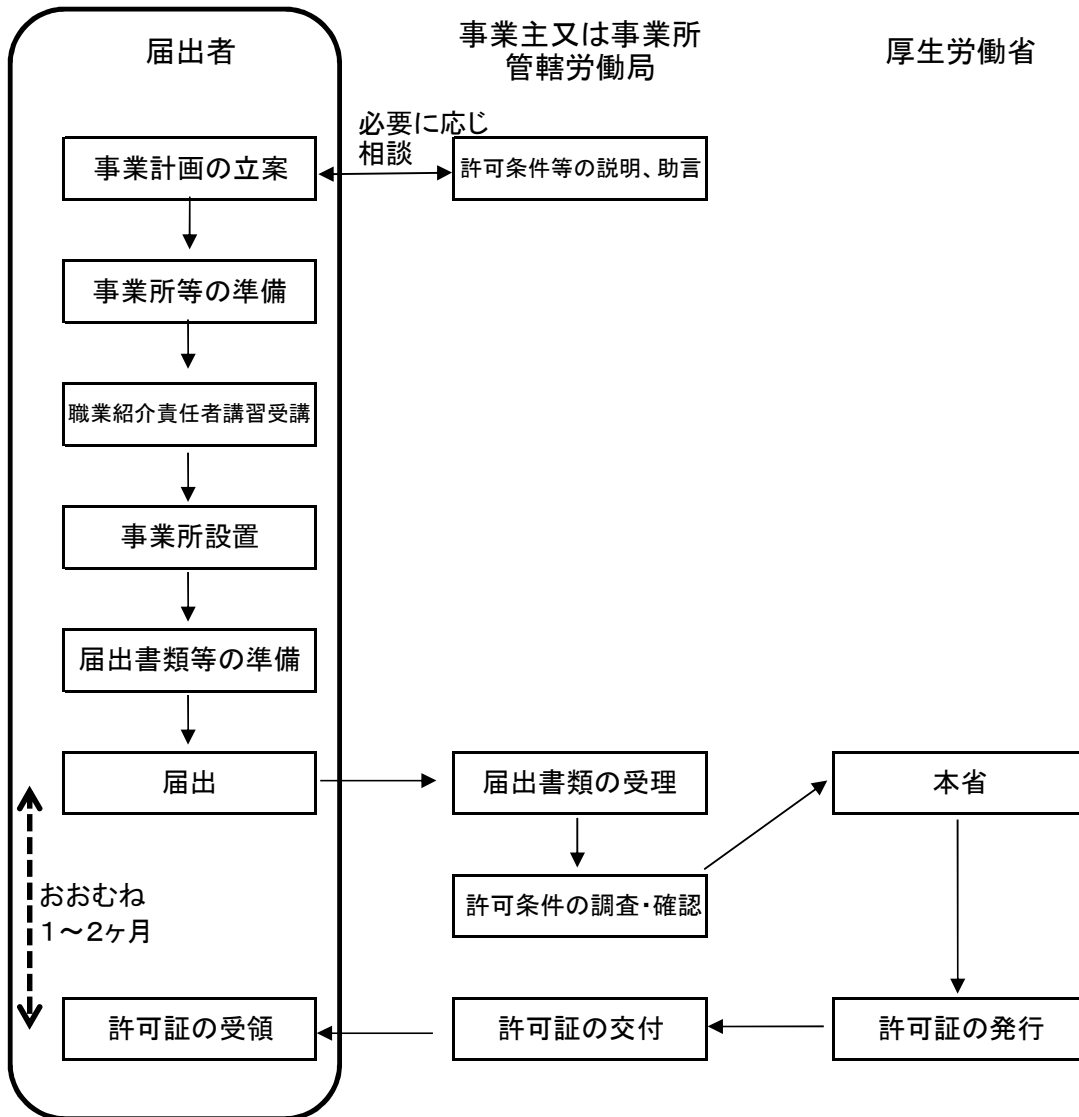 届出者
事業主又は事業所
管轄労働局
厚生労働省
必要に応じ
相談
事業計画の立案
許可条件等の説明、助言
事業所等の準備
職業紹介責任者講習受講
事業所設置
届出書類等の準備
届出
届出書類の受理
本省
おおむね
１～２ヶ月
許可条件の調査・確認
許可証の受領
許可証の交付
許可証の発行